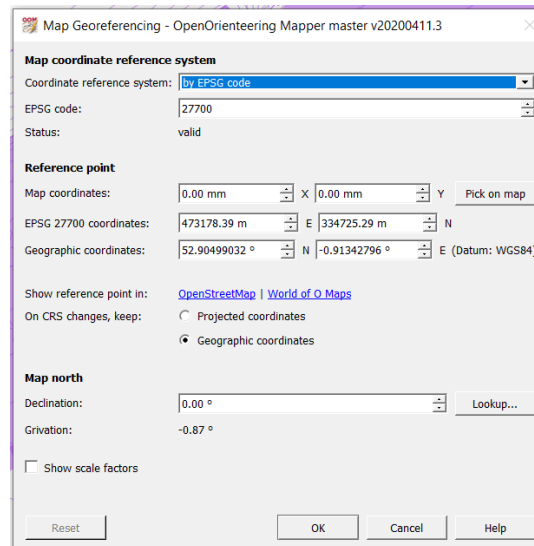 Map Georeferencing - OpenOrienteering Mapper master v20200411.3
Map coordinate reference system
Coordinate reference system: by EPSG code
EPSG code: 27700
Status: valid
Reference point
Map coordinates: 0.00 mm X 0.00 mm Y Pick on map
EPSG 27700 coordinates: 473178.39 m E 334725.29 m N
Geographic coordinates: 52.90499032 º N -0.91342796 º E (Datum: WGS84)
Show reference point in: OpenStreetMap | World of O Maps
On CRS changes, keep: Projected coordinates
Geographic coordinates
Map north
Declination: 0.00 º Lookup...
Grivation: -0.87 º
Show scale factors
Reset OK Cancel Help